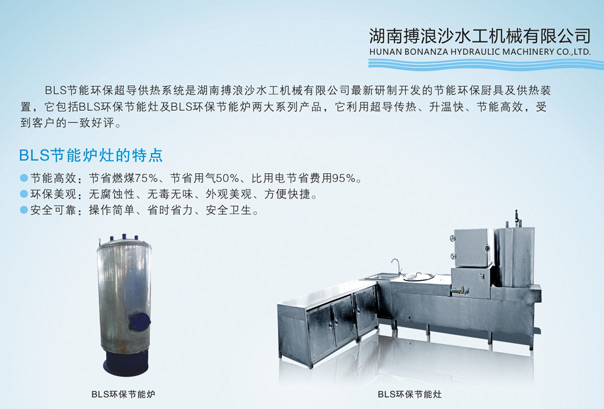 湖南搏浪沙水工机械有限公司
HUNAN BONANZA HYDRAULIC MACHINERY CO.,LTD.
BLS节能环保超导供热系统是湖南搏浪沙水工机械有限公司最新研制开发的节能环保厨具及供热装
置，它包括BLS环保节能灶及BLS环保节能炉两大系列产品，它利用超导传热、升温快、节能高效，受
到客户的一致好评。
BLS节能炉灶的特点
●节能高效：节省燃煤75%、节省用气50%、比用电节省费用95%。
●环保美观：无腐蚀性、无毒无味、外观美观、方便快捷。
●安全可靠：操作简单、省时省力、安全卫生。
BLS环保节能炉
BLS环保节能灶